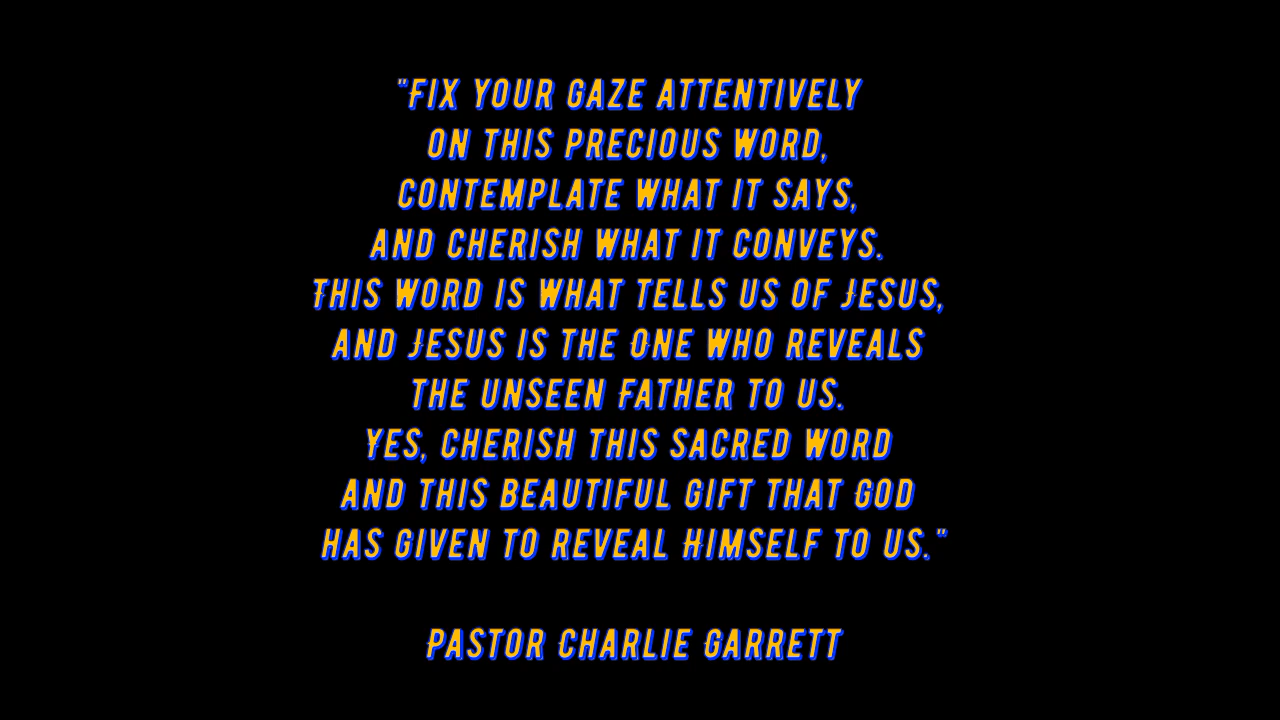 "Fix your gaze attentively
on this precious Word,
contemplate what it says,
and cherish what it conveys.
This Word is what tells us of Jesus,
and Jesus is the One Who reveals
the unseen Father to us.
Yes, cherish this sacred Word
and this beautiful gift that God
has given to reveal Himself to us."
Pastor Charlie Garrett